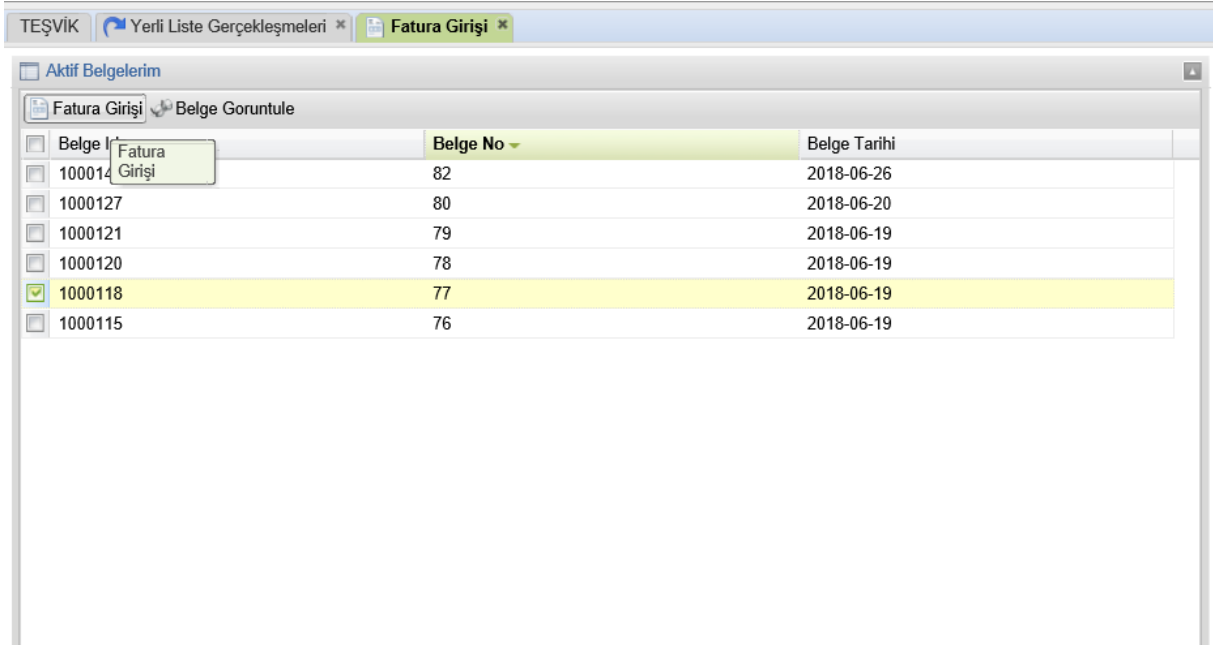 TEŞVİK Yerli Liste Gerçekleşmeleri Fatura Girişi
Aktif Belgelerim
Fatura Girişi Belge Goruntule
Belge Belge No Belge Tarihi
Fatura
Girişi
82 2018-06-26
1000127 80 2018-06-20
1000121 79 2018-06-19
1000120 78 2018-06-19
1000118 77 2018-06-19
1000115 76 2018-06-19